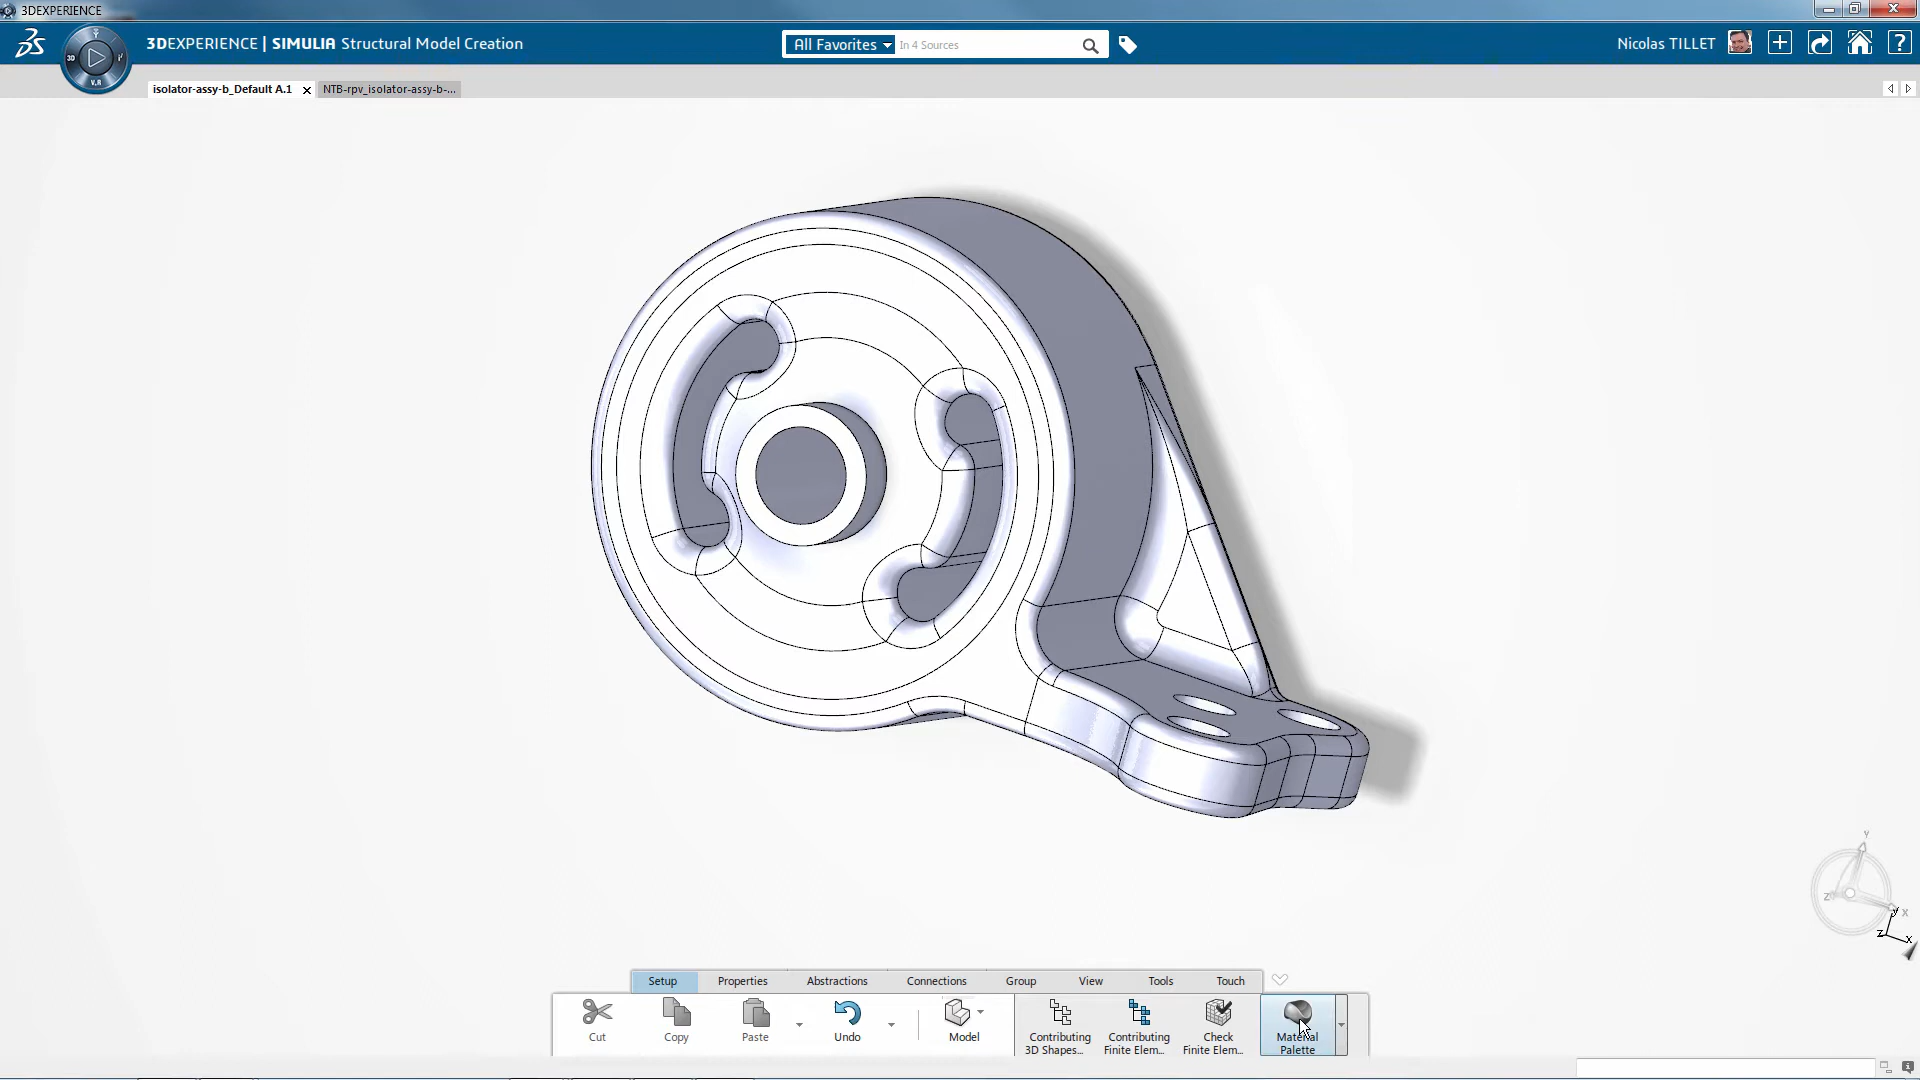 3DEXPERIENCE
3DEXPERIENCE | SIMULIA Structural Model Creation
All Favorites
In 4 Sources
Nicolas TILLET
3D
V.R
isolator-assy-b_Default A.1
NTB-rpv_isolator-assy-b-...
y
z
x
y
z
x
Setup
Properties
Abstractions
Connections
Group
View
Tools
Touch
Cut
Copy
Paste
Undo
Model
Contributing
3D Shapes...
Contributing
Finite Elem...
Check
Finite Elem...
Material
Palette